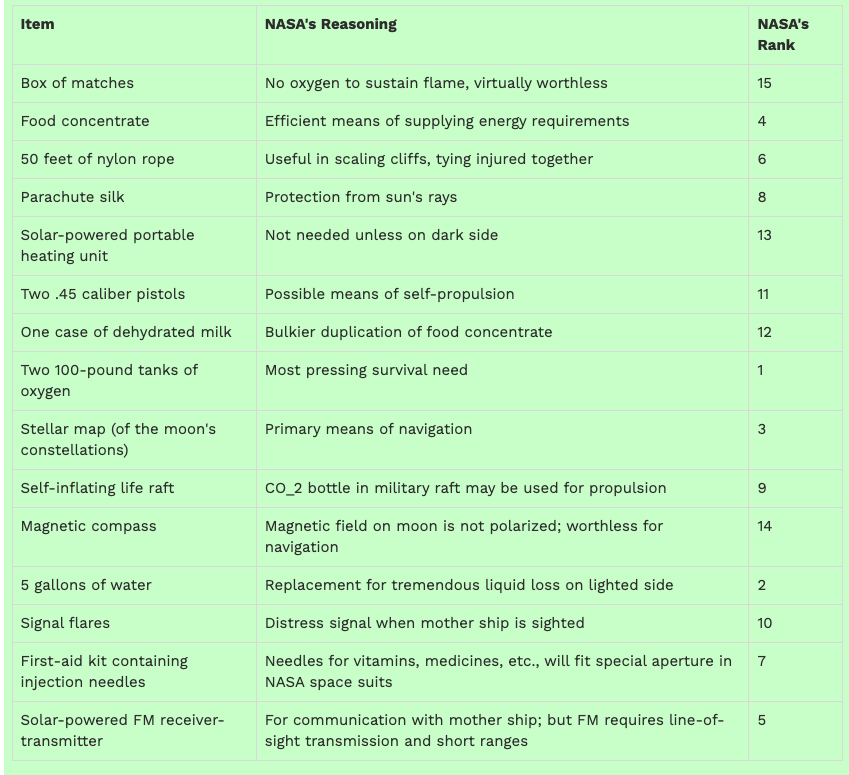 Item NASA's Reasoning NASA's
Rank
Box of matches No oxygen to sustain flame, virtually worthless 15
Food concentrate Efficient means of supplying energy requirements 4
50 feet of nylon rope Useful in scaling cliffs, tying injured together 6
Parachute silk Protection from sun's rays 8
Solar-powered portable Not needed unless on dark side 13
heating unit
Two .45 caliber pistols Possible means of self-propulsion 11
One case of dehydrated milk Bulkier duplication of food concentrate 12
Two 100-pound tanks of Most pressing survival need 1
oxygen
Stellar map (of the moon's Primary means of navigation 3
constellations)
Self-inflating life raft CO_2 bottle in military raft may be used for propulsion 9
Magnetic compass Magnetic field on moon is not polarized; worthless for 14
navigation
5 gallons of water Replacement for tremendous liquid loss on lighted side 2
Signal flares Distress signal when mother ship is sighted 10
First-aid kit containing Needles for vitamins, medicines, etc., will fit special aperture in 7
injection needles NASA space suits
Solar-powered FM receiver- For communication with mother ship; but FM requires line-of- 5
transmitter sight transmission and short ranges